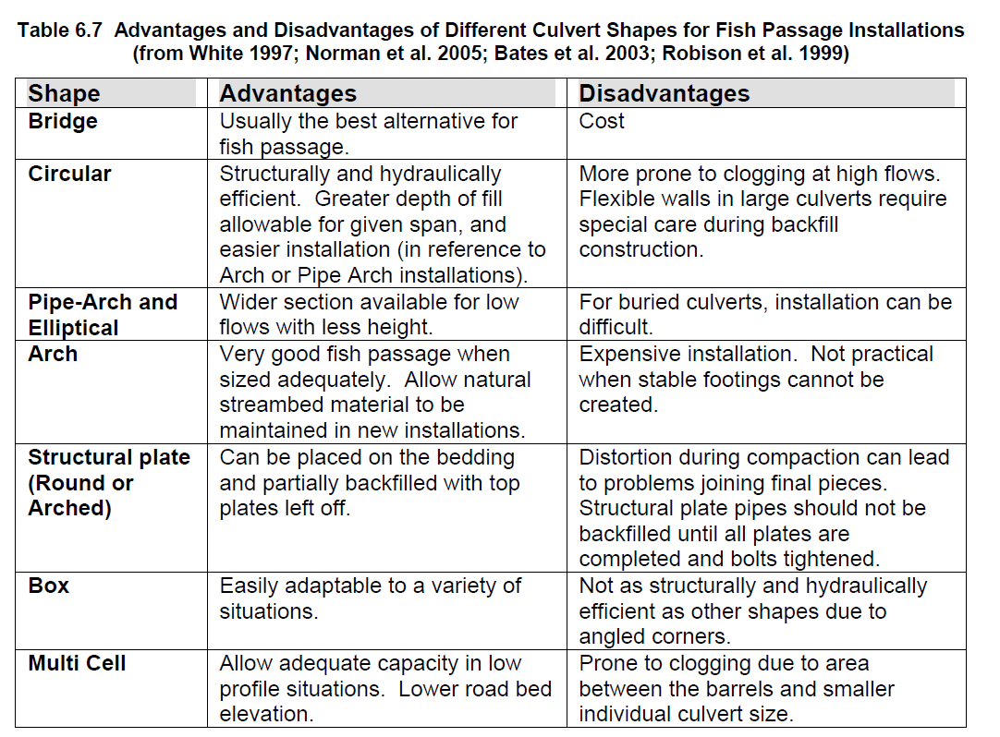 Table 6.7  Advantages and Disadvantages of Different Culvert Shapes for Fish Passage Installations
(from White 1997; Norman et al. 2005; Bates et al. 2003; Robison et al. 1999)
Shape Advantages Disadvantages
Bridge
Usually the best alternative for
fish passage.
Cost
Circular
Structurally and hydraulically
efficient.  Greater depth of fill
allowable for given span, and
easier installation (in reference to
Arch or Pipe Arch installations).
More prone to clogging at high flows.
Flexible walls in large culverts require
special care during backfill
construction.
Pipe-Arch and
Elliptical
Wider section available for low
flows with less height.
For buried culverts, installation can be
difficult.
Arch
Very good fish passage when
sized adequately.  Allow natural
streambed material to be
maintained in new installations.
Expensive installation.  Not practical
when stable footings cannot be
created.
Structural plate
(Round or
Arched)
Can be placed on the bedding
and partially backfilled with top
plates left off.
Distortion during compaction can lead
to problems joining final pieces.
Structural plate pipes should not be
backfilled until all plates are
completed and bolts tightened.
Box
Easily adaptable to a variety of
situations.
Not as structurally and hydraulically
efficient as other shapes due to
angled corners.
Multi Cell
Allow adequate capacity in low
profile situations.  Lower road bed
elevation.
Prone to clogging due to area
between the barrels and smaller
individual culvert size.